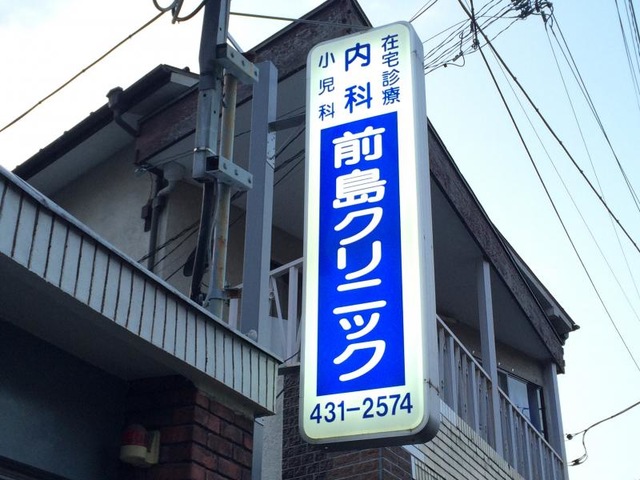 在宅診療
内科
小児科
前島クリニック
431-2574